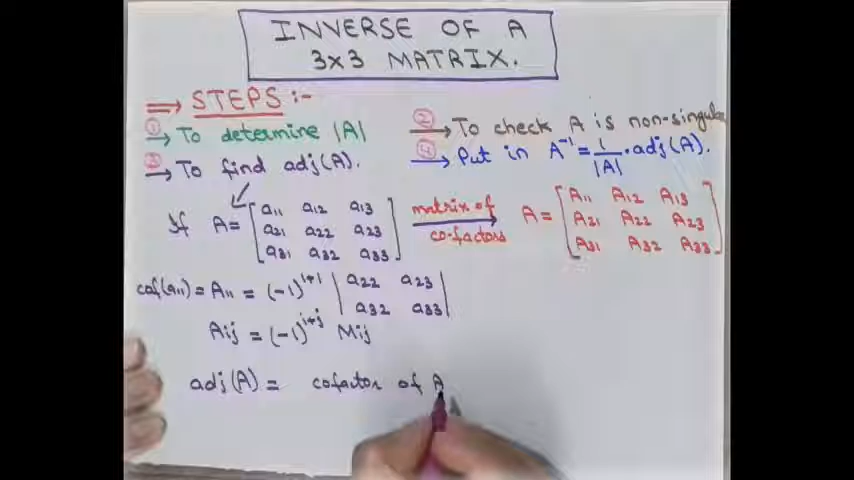 INVERSE OF A
3x3 MATRIX.
⇒ STEPS :-
① → To determine |A|
② → To check A is non-singular
③ → To find adj(A).
④ → Put in A⁻¹ = 1/|A| · adj(A).
If A = [a11 a12 a13
a21 a22 a23
a31 a32 a33]
matrix of
co-factors
A = [A11 A12 A13
A21 A22 A23
A31 A32 A33]
cof(a11) = A11 = (-1)^1+1 |a22 a23
a32 a33|
Aij = (-1)^i+j Mij
adj(A) = cofactor of A